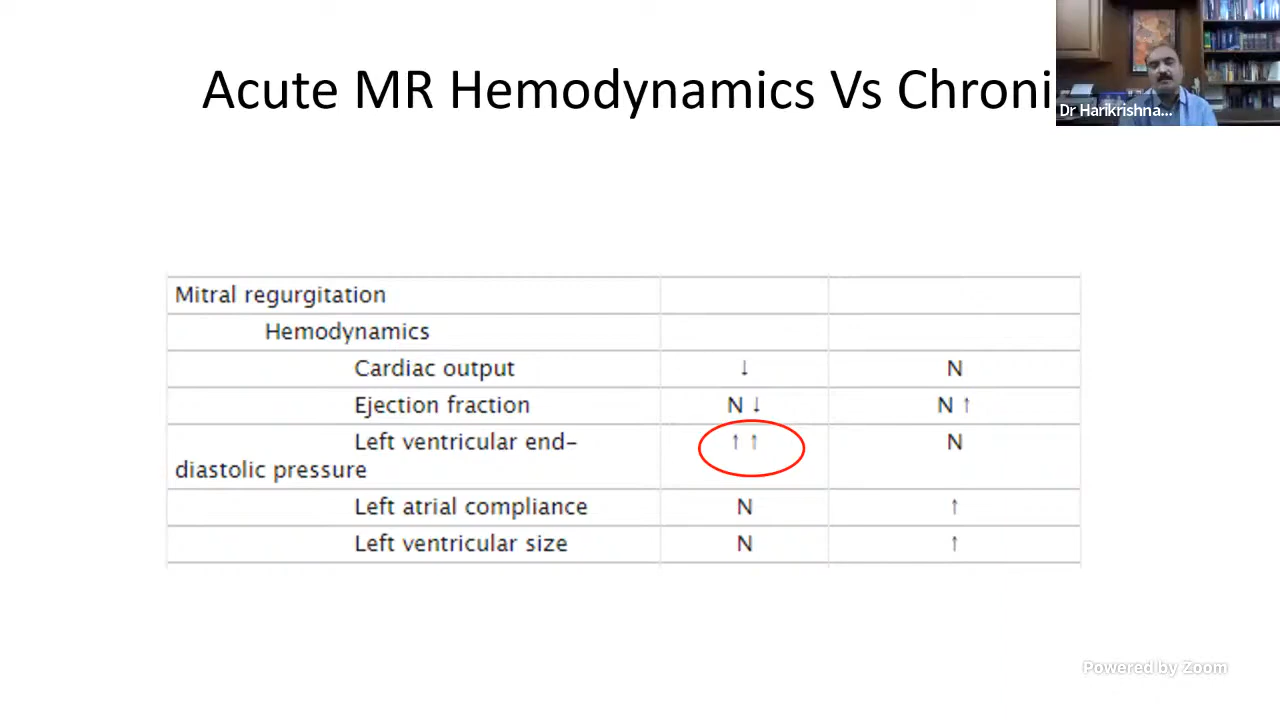 Acute MR Hemodynamics Vs Chroni
Dr Harikrishna...
Mitral regurgitation
Hemodynamics
Cardiac output ↓ N
Ejection fraction N ↓ N ↑
Left ventricular end- ↑ ↑ N
diastolic pressure
Left atrial compliance N ↑
Left ventricular size N ↑
Powered by Zoom